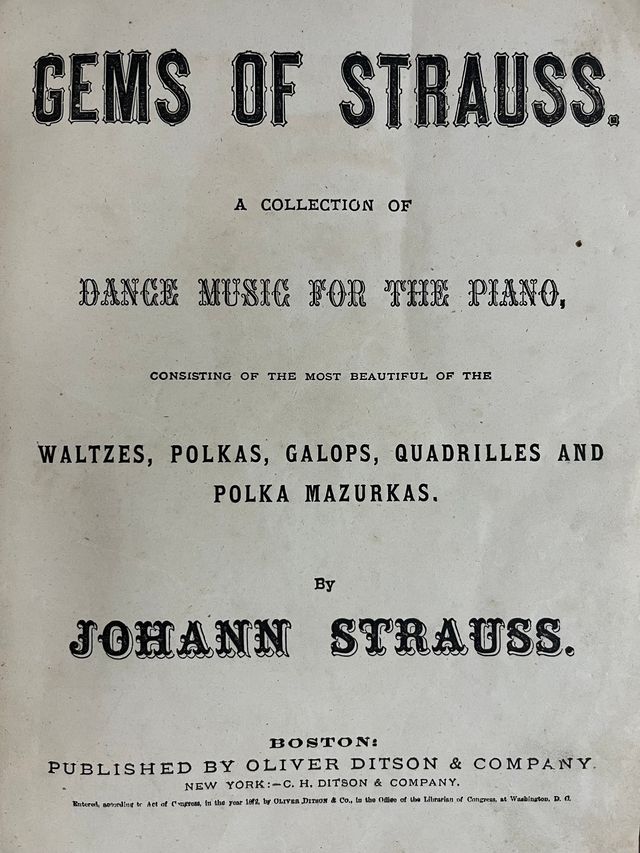 GEMS OF STRAUSS.
A COLLECTION OF
DANCE MUSIC FOR THE PIANO,
CONSISTING OF THE MOST BEAUTIFUL OF THE
WALTZES, POLKAS, GALOPS, QUADRILLES AND
POLKA MAZURKAS.
By
JOHANN STRAUSS.
BOSTON:
PUBLISHED BY OLIVER DITSON & COMPANY.
NEW YORK:—C. H. DITSON & COMPANY.
Entered, according to Act of Congress, in the year 1872, by OLIVER DITSON & Co., in the Office of the Librarian of Congress, at Washington, D. C.